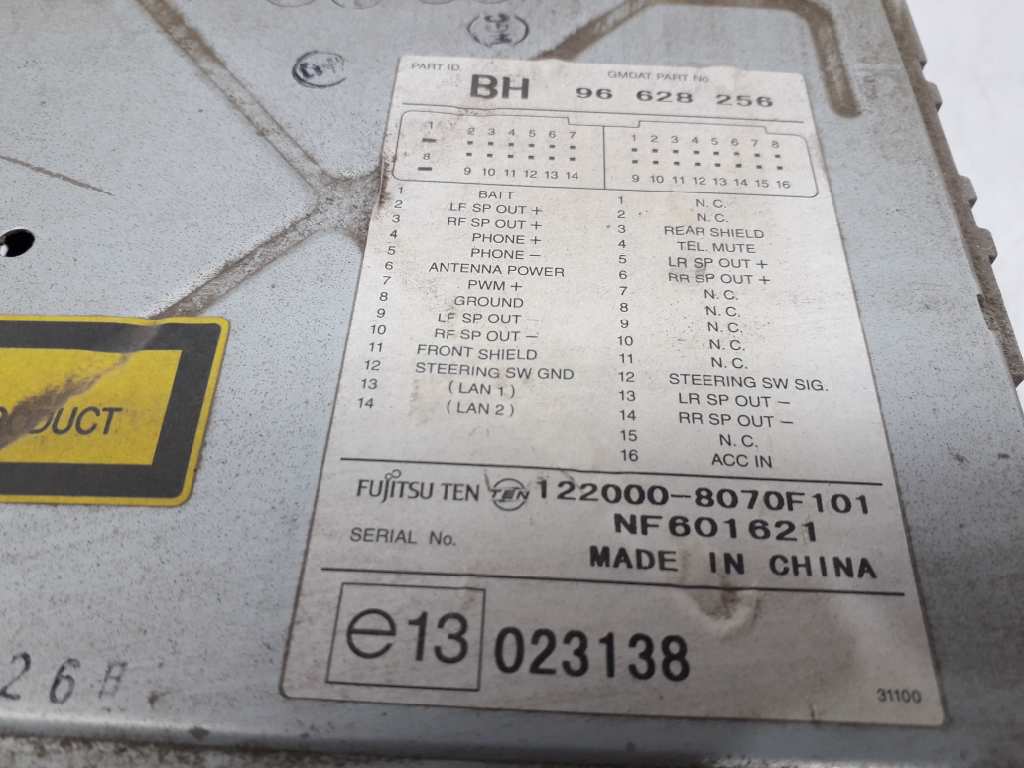 PART ID. GMDAT PART No.
BH 96 628 256
1 2 3 4 5 6 7 1 2 3 4 5 6 7 8
8 9 10 11 12 13 14 9 10 11 12 13 14 15 16
1 BATT 1 N.C.
2 LF SP OUT + 2 N.C.
3 RF SP OUT + 3 REAR SHIELD
4 PHONE + 4 TEL. MUTE
5 PHONE − 5 LR SP OUT +
6 ANTENNA POWER 6 RR SP OUT +
7 PWM + 7 N.C.
8 GROUND 8 N.C.
9 LF SP OUT − 9 N.C.
10 RF SP OUT − 10 N.C.
11 FRONT SHIELD 11 N.C.
12 STEERING SW GND 12 STEERING SW SIG.
13 (LAN 1) 13 LR SP OUT −
14 (LAN 2) 14 RR SP OUT −
15 N.C.
16 ACC IN
FUJITSU TEN TEN 122000-8070F101
NF601621
SERIAL No.
MADE IN CHINA
e13 023138
31100
PRODUCT